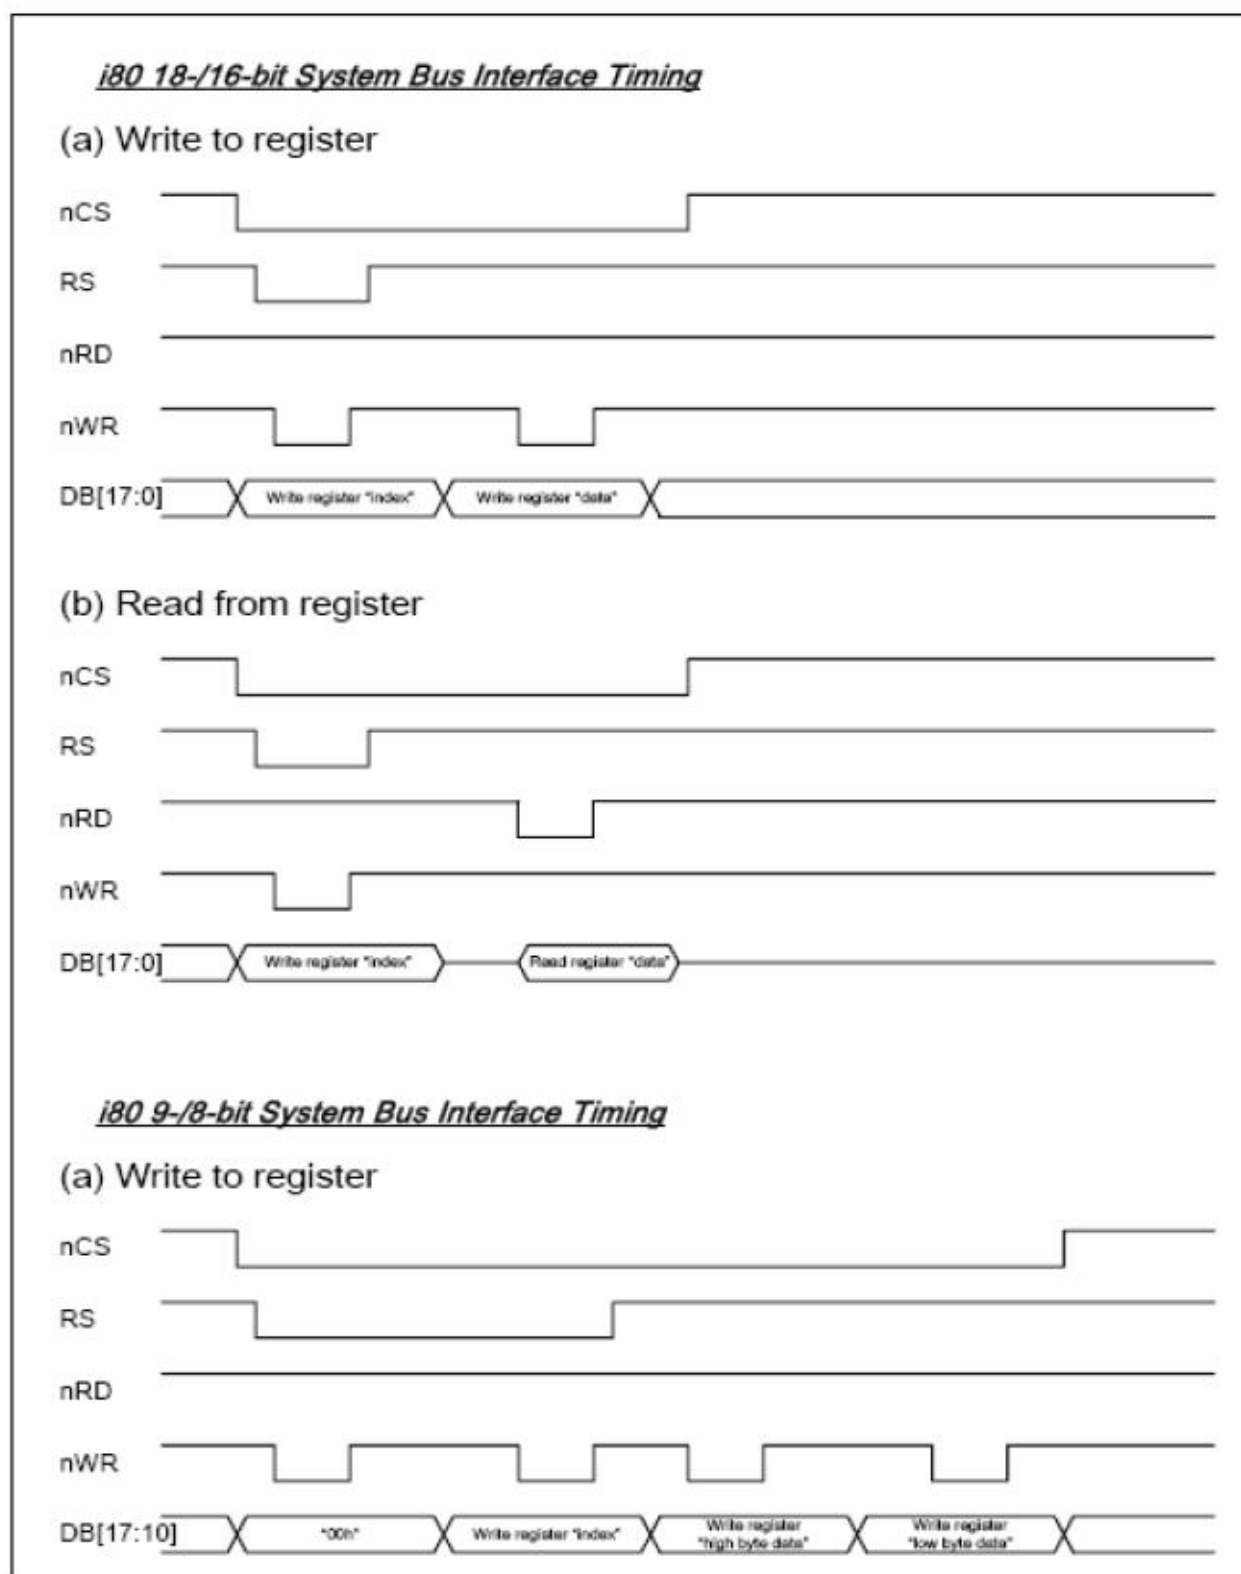 i80 18-/16-bit System Bus Interface Timing
(a) Write to register
nCS
RS
nRD
nWR
DB[17:0]
Write register "index"
Write register "data"
(b) Read from register
nCS
RS
nRD
nWR
DB[17:0]
Write register "index"
Read register "data"
i80 9-/8-bit System Bus Interface Timing
(a) Write to register
nCS
RS
nRD
nWR
DB[17:10]
"00h"
Write register "index"
Write register
"high byte data"
Write register
"low byte data"